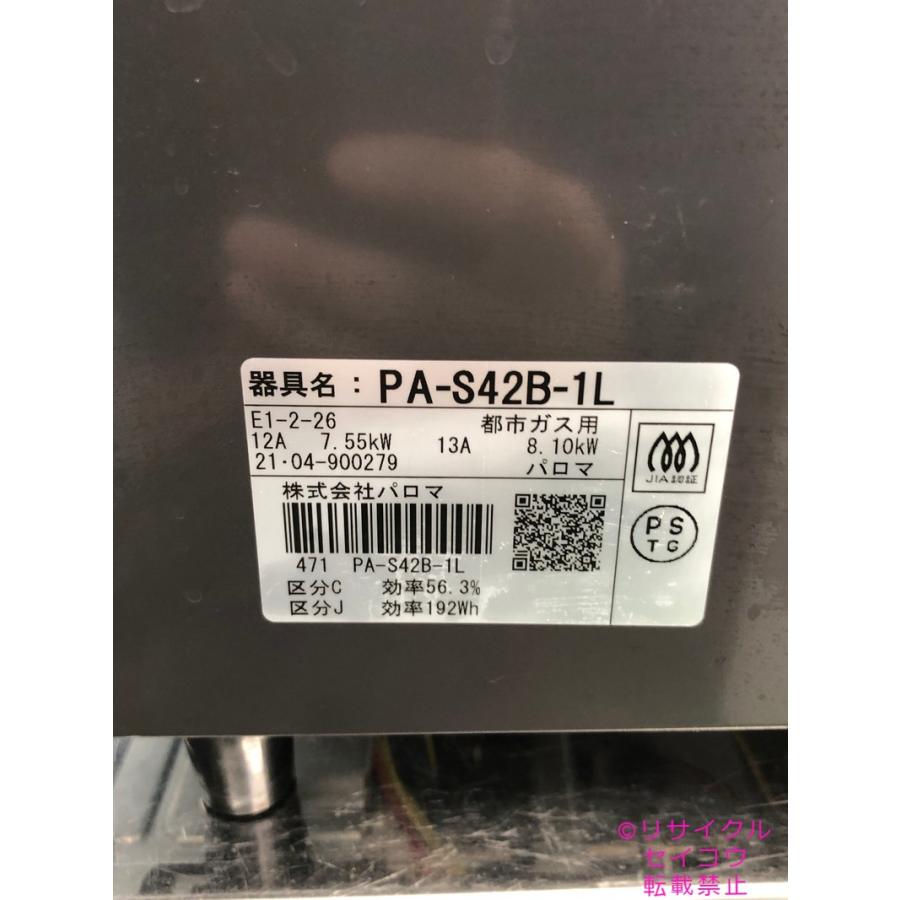 器具名： PA-S42B-1L
E1-2-26 都市ガス用
12A 7.55kW 13A 8.10kW
21・04-900279 パロマ
株式会社パロマ
471 PA-S42B-1L
区分C 効率56.3%
区分J 効率192Wh
JIA認証
PS
TG
©リサイクル
セイコウ
転載禁止